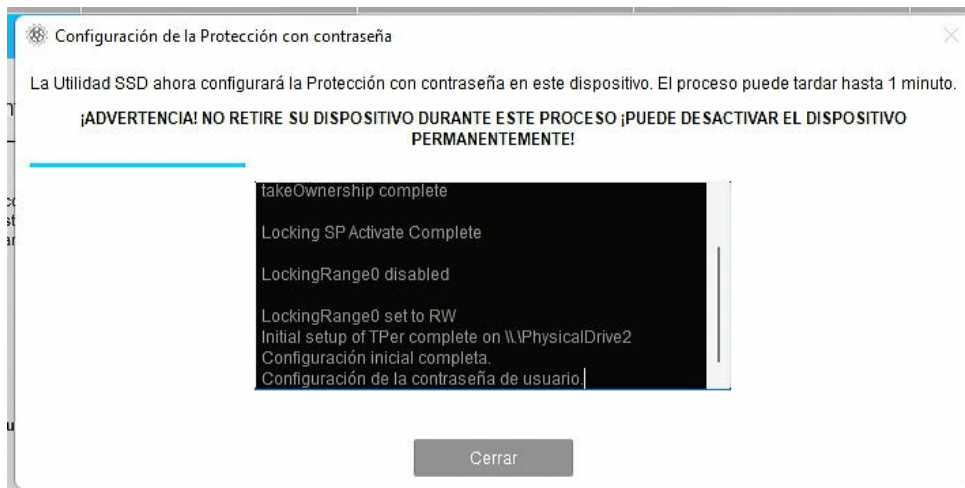 Configuración de la Protección con contraseña
La Utilidad SSD ahora configurará la Protección con contraseña en este dispositivo. El proceso puede tardar hasta 1 minuto.
¡ADVERTENCIA! NO RETIRE SU DISPOSITIVO DURANTE ESTE PROCESO ¡PUEDE DESACTIVAR EL DISPOSITIVO
PERMANENTEMENTE!
takeOwnership complete
Locking SP Activate Complete
LockingRange0 disabled
LockingRange0 set to RW
Initial setup of TPer complete on \\.\PhysicalDrive2
Configuración inicial completa.
Configuración de la contraseña de usuario.
Cerrar